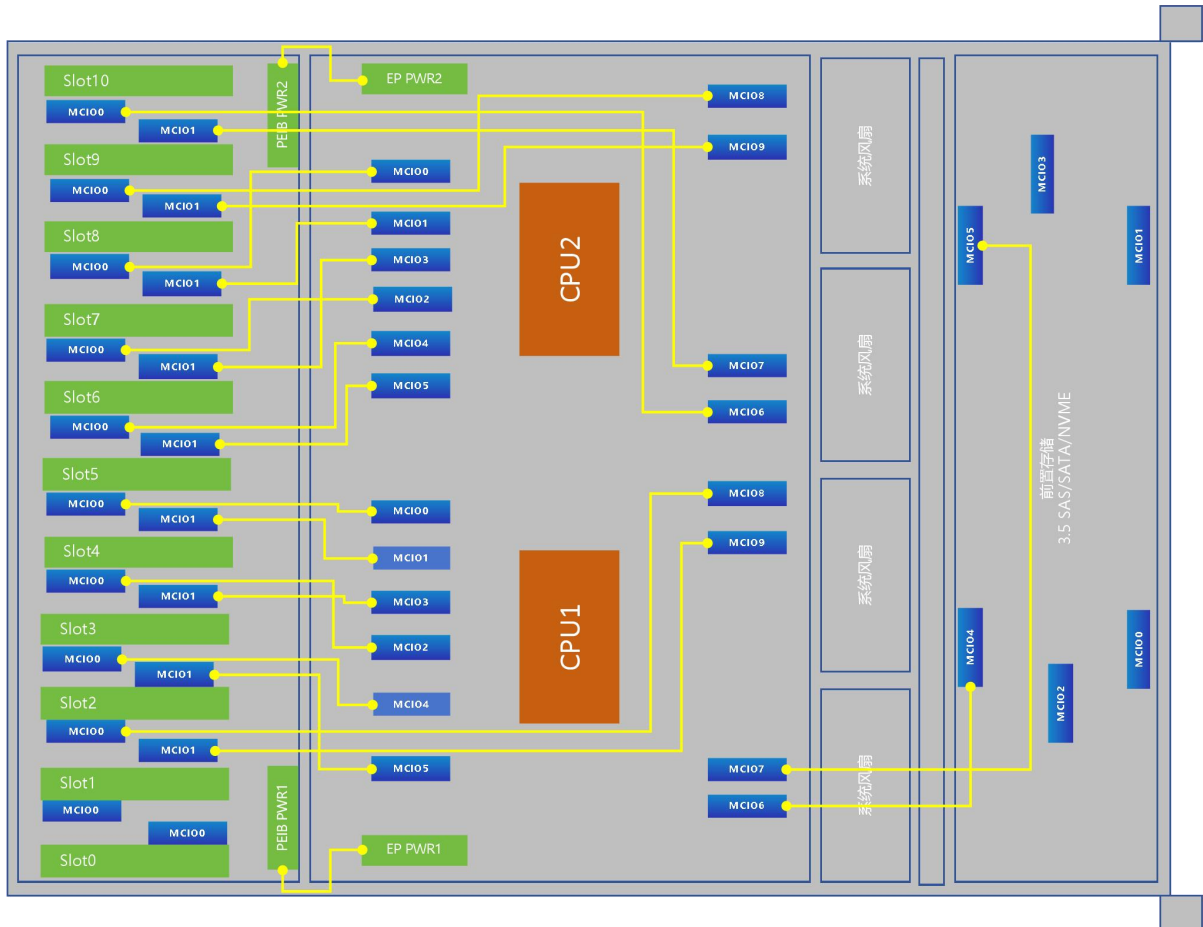 Slot10
MCIO0
MCIO1
Slot9
MCIO0
MCIO1
Slot8
MCIO0
MCIO1
Slot7
MCIO0
MCIO1
Slot6
MCIO0
MCIO1
Slot5
MCIO0
MCIO1
Slot4
MCIO0
MCIO1
Slot3
MCIO0
MCIO1
Slot2
MCIO0
MCIO1
Slot1
MCIO0
MCIO0
Slot0
PEIB PWR2
PEIB PWR1
EP PWR2
MCIO0
MCIO1
MCIO3
MCIO2
MCIO4
MCIO5
MCIO0
MCIO1
MCIO3
MCIO2
MCIO4
MCIO5
EP PWR1
CPU2
CPU1
MCIO8
MCIO9
MCIO7
MCIO6
MCIO8
MCIO9
MCIO7
MCIO6
系统风扇
系统风扇
系统风扇
系统风扇
MCIO3
MCIO5
MCIO1
前置存储
3.5 SAS/SATA/NVME
MCIO4
MCIO0
MCIO2